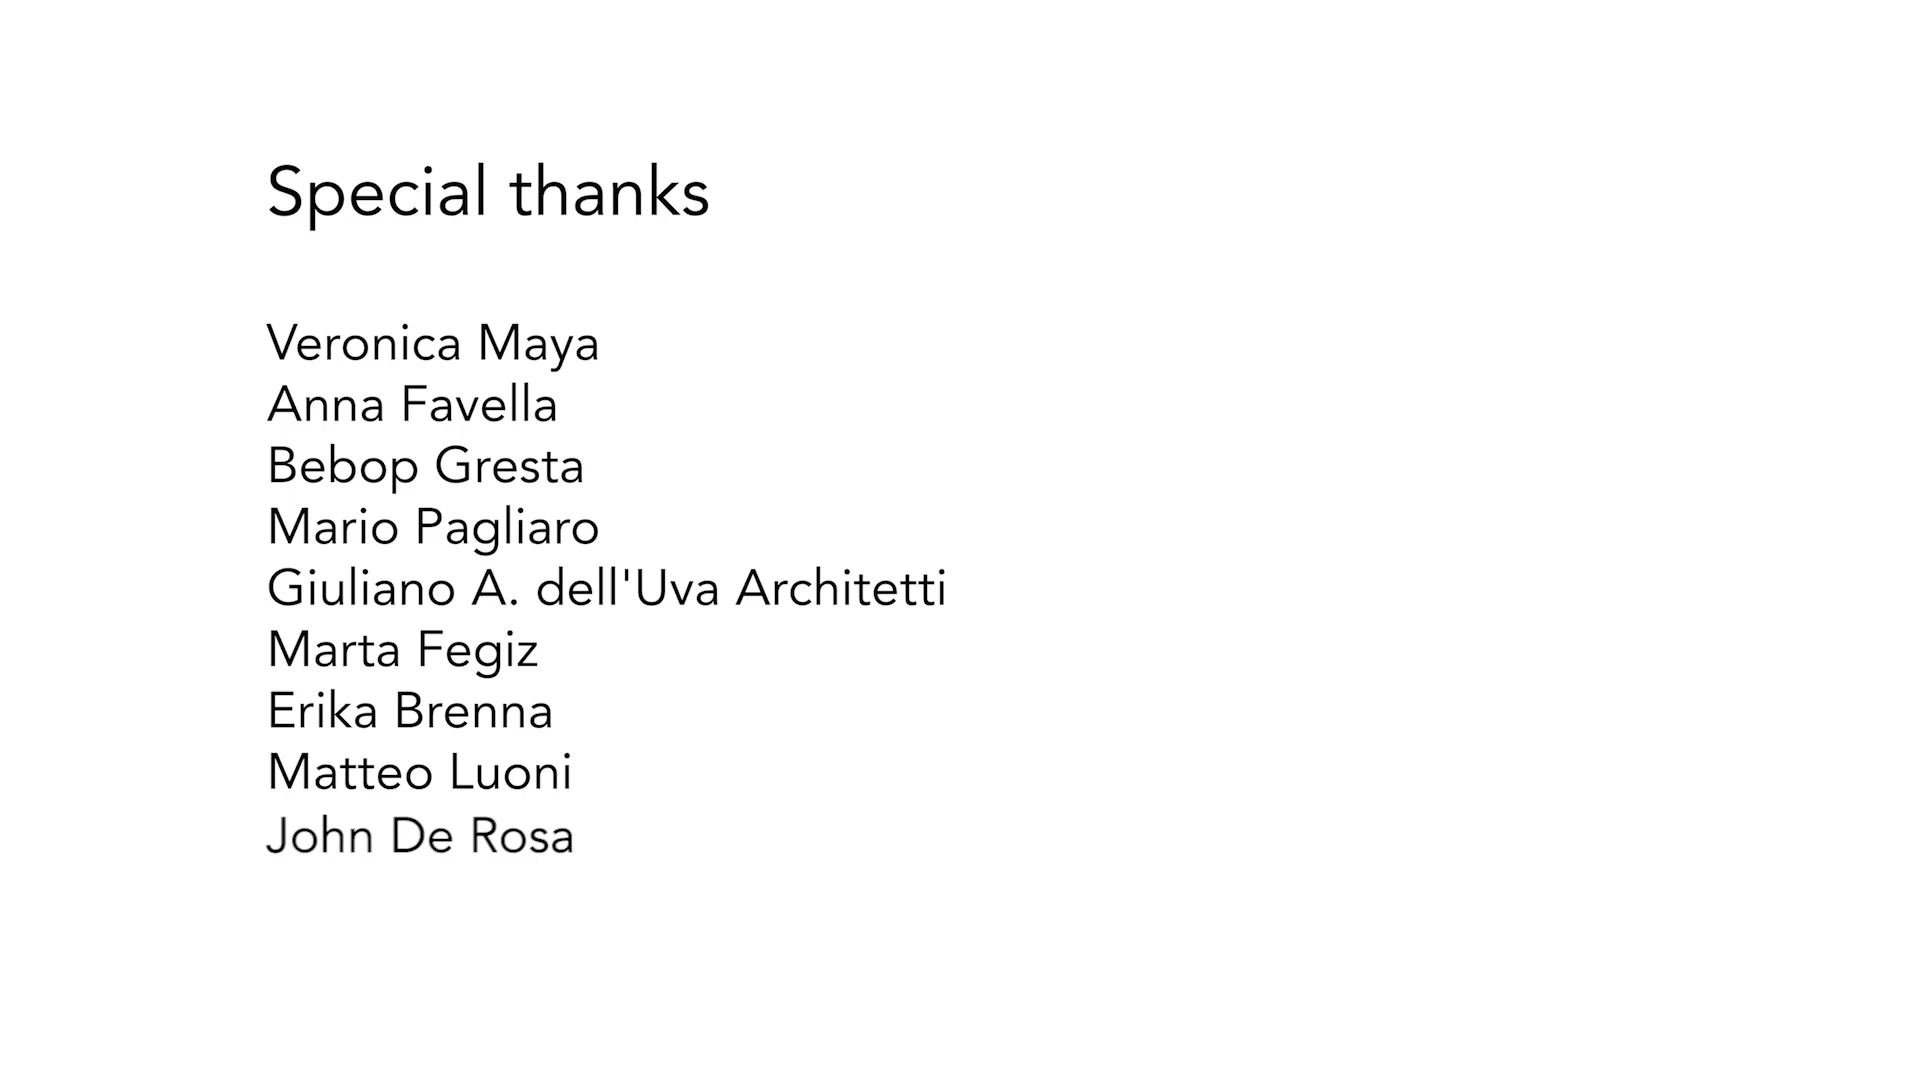 Special thanks
Veronica Maya
Anna Favella
Bebop Gresta
Mario Pagliaro
Giuliano A. dell'Uva Architetti
Marta Fegiz
Erika Brenna
Matteo Luoni
John De Rosa